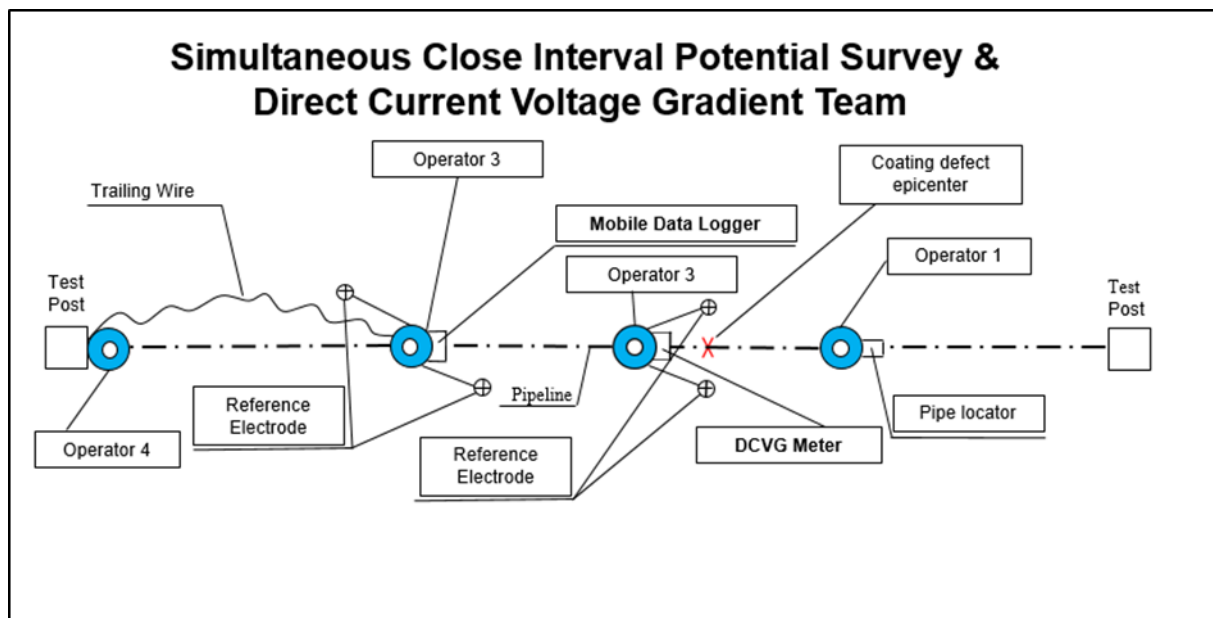 Simultaneous Close Interval Potential Survey &
Direct Current Voltage Gradient Team
Operator 3
Coating defect
epicenter
Trailing Wire
Mobile Data Logger
Operator 1
Test
Post
Operator 3
Test
Post
Reference
Electrode
Pipeline
Pipe locator
Operator 4
Reference
Electrode
DCVG Meter